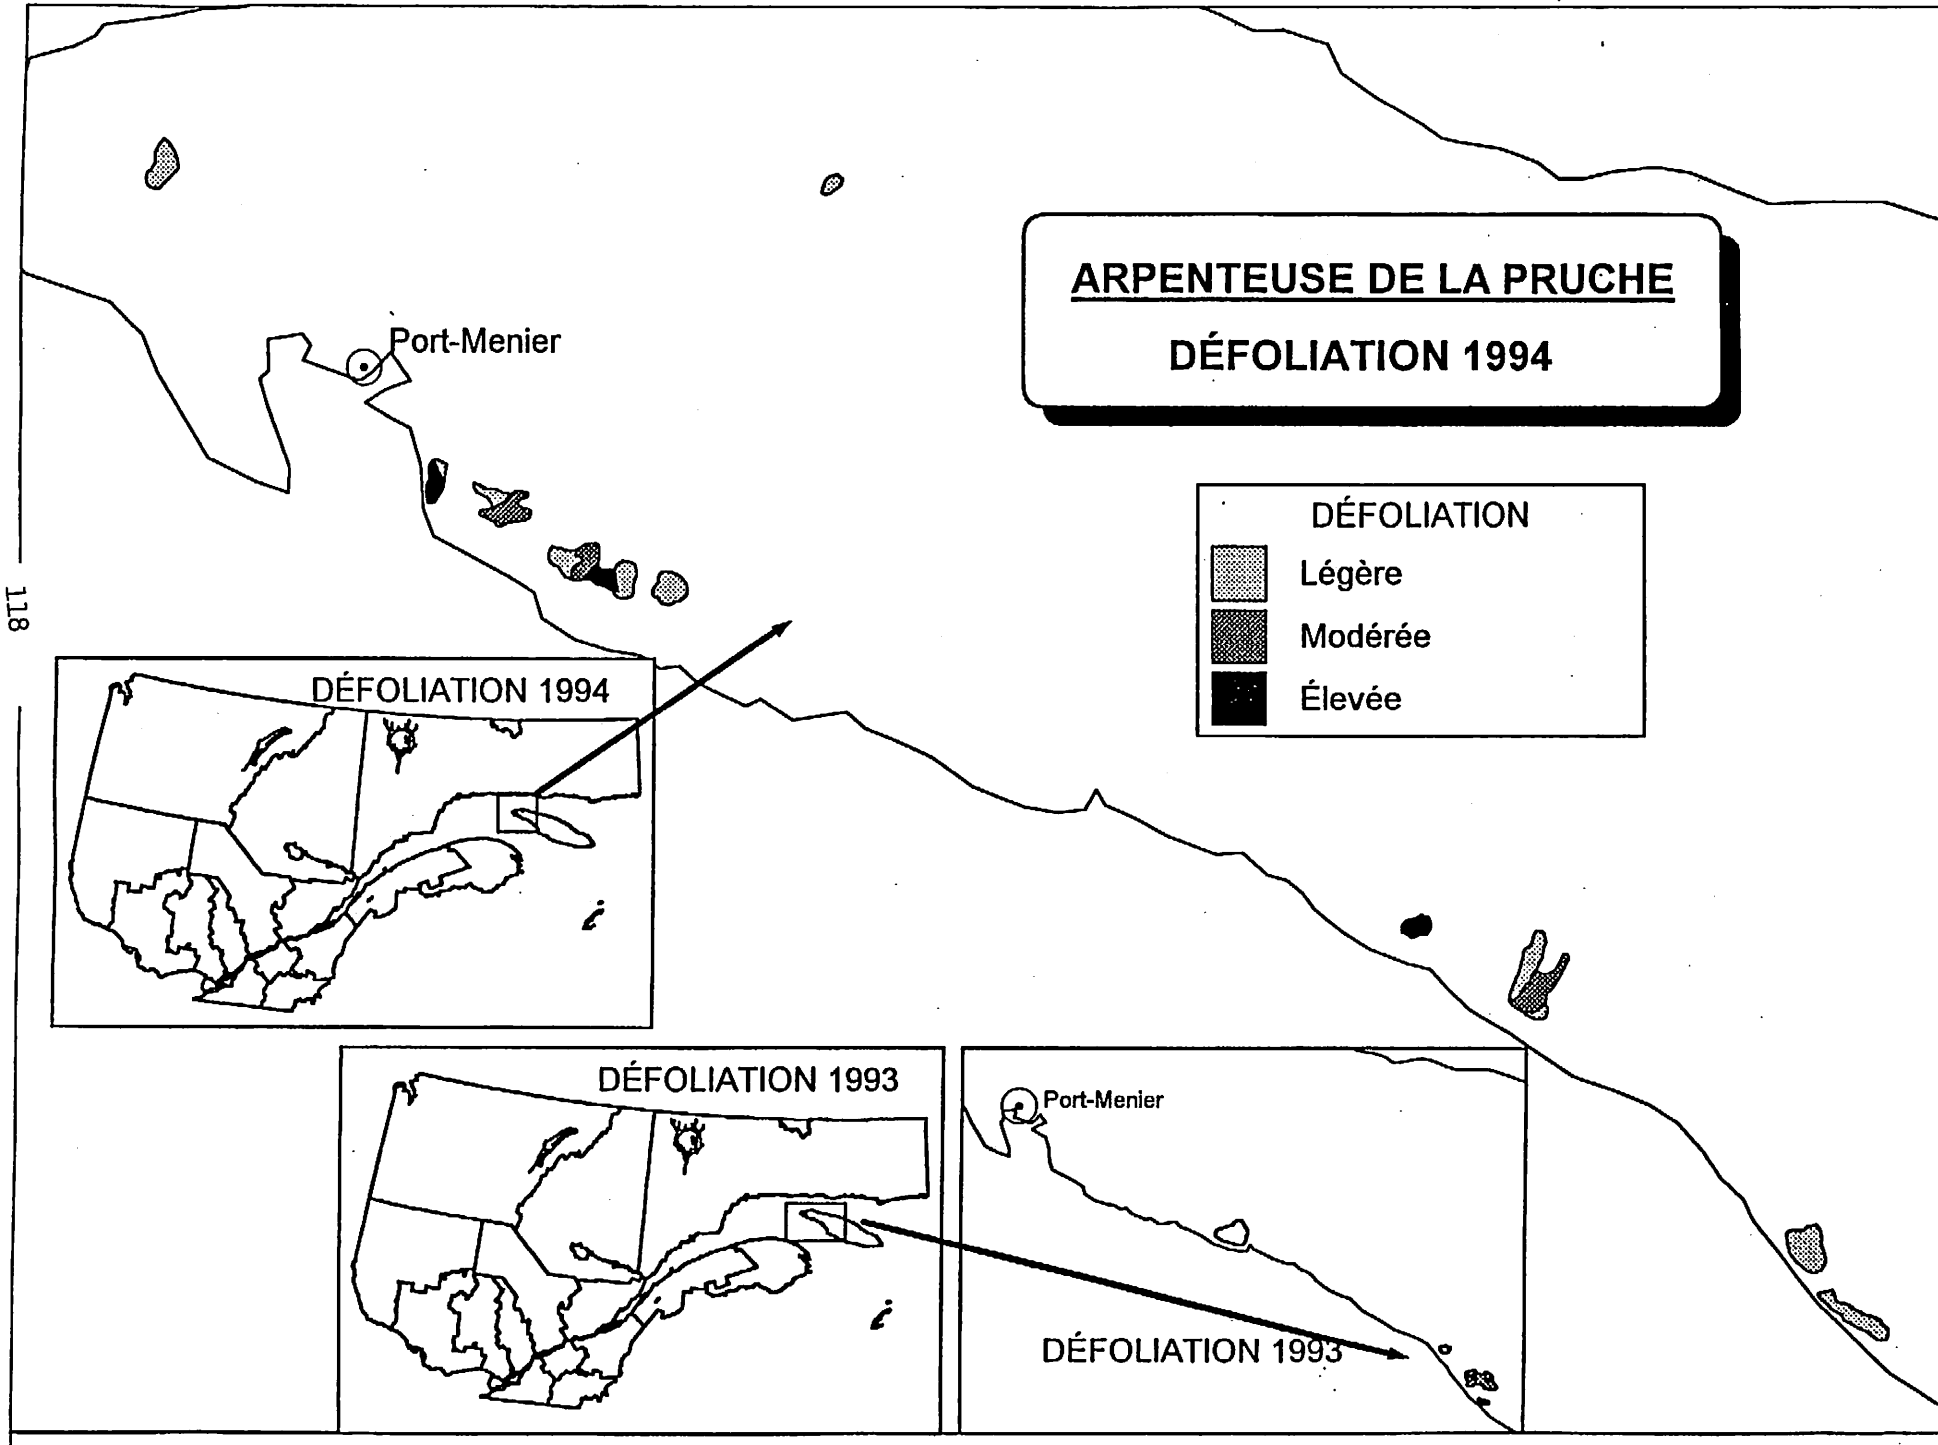 ARPENTEUSE DE LA PRUCHE
DÉFOLIATION 1994
Port-Menier
DÉFOLIATION
Légère
Modérée
Élevée
118
DÉFOLIATION 1994
DÉFOLIATION 1993
Port-Menier
DÉFOLIATION 1993